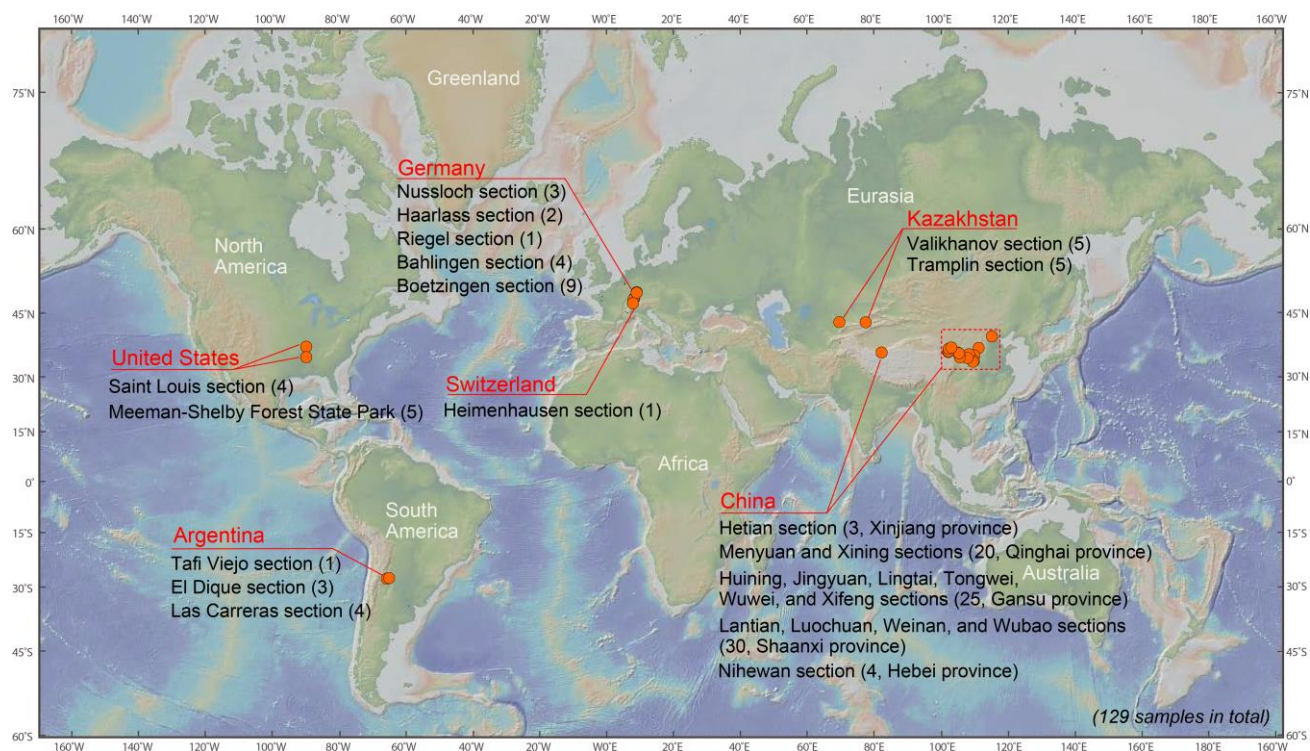 160°W 140°W 120°W 100°W 80°W 60°W 40°W 20°W W0°E 20°E 40°E 60°E 80°E 100°E 120°E 140°E 160°E 180°E 160°W
75°N 75°N
60°N 60°N
45°N 45°N
30°N 30°N
15°N 15°N
0° 0°
15°S 15°S
30°S 30°S
45°S 45°S
60°S 60°S
Greenland
North
America
Eurasia
Africa
South
America
Australia
Germany
Nussloch section (3)
Haarlass section (2)
Riegel section (1)
Bahlingen section (4)
Boetzingen section (9)
Kazakhstan
Valikhanov section (5)
Tramplin section (5)
United States
Saint Louis section (4)
Meeman-Shelby Forest State Park (5)
Switzerland
Heimenhausen section (1)
Argentina
Tafi Viejo section (1)
El Dique section (3)
Las Carreras section (4)
China
Hetian section (3, Xinjiang province)
Menyuan and Xining sections (20, Qinghai province)
Huining, Jingyuan, Lingtai, Tongwei,
Wuwei, and Xifeng sections (25, Gansu province)
Lantian, Luochuan, Weinan, and Wubao sections
(30, Shaanxi province)
Nihewan section (4, Hebei province)
(129 samples in total)
160°W 140°W 120°W 100°W 80°W 60°W 40°W 20°W W0°E 20°E 40°E 60°E 80°E 100°E 120°E 140°E 160°E 180°E 160°W